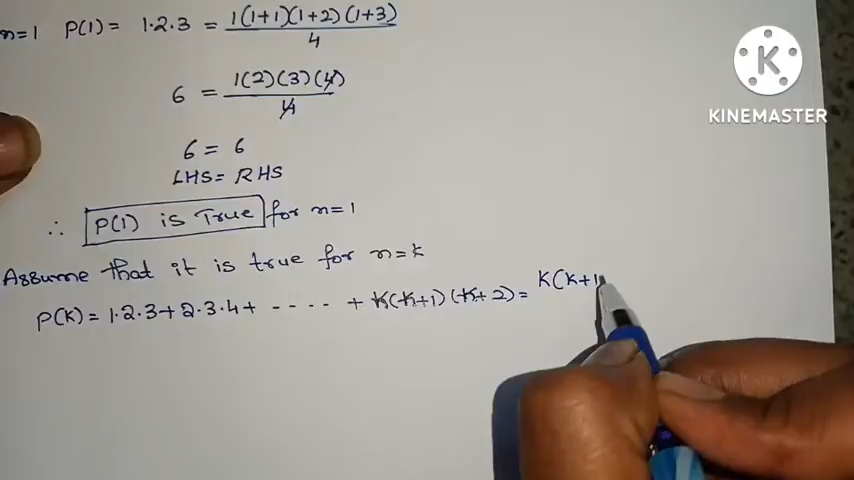 n=1 P(1) = 1·2·3 = 1(1+1)(1+2)(1+3)
4
6 = 1(2)(3)(4)
4
6 = 6
LHS = RHS
∴ P(1) is True for n=1
Assume that it is true for n=k
P(K) = 1·2·3+2·3·4+ - - - - - + K(K+1)(K+2) = K(K+1
K
KINEMASTER